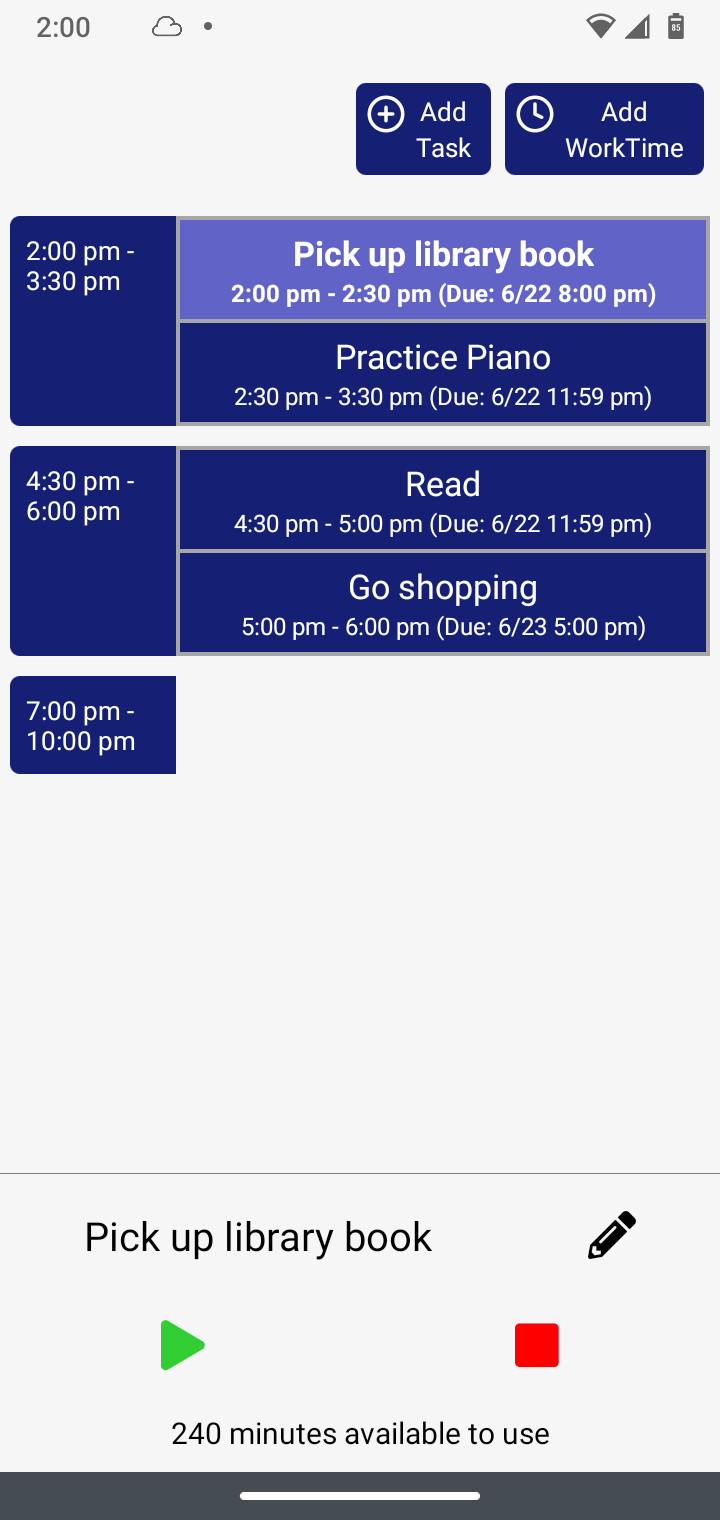 2:00
85
Add
Task
Add
WorkTime
2:00 pm -
3:30 pm
Pick up library book
2:00 pm - 2:30 pm (Due: 6/22 8:00 pm)
Practice Piano
2:30 pm - 3:30 pm (Due: 6/22 11:59 pm)
4:30 pm -
6:00 pm
Read
4:30 pm - 5:00 pm (Due: 6/22 11:59 pm)
Go shopping
5:00 pm - 6:00 pm (Due: 6/23 5:00 pm)
7:00 pm -
10:00 pm
Pick up library book
240 minutes available to use